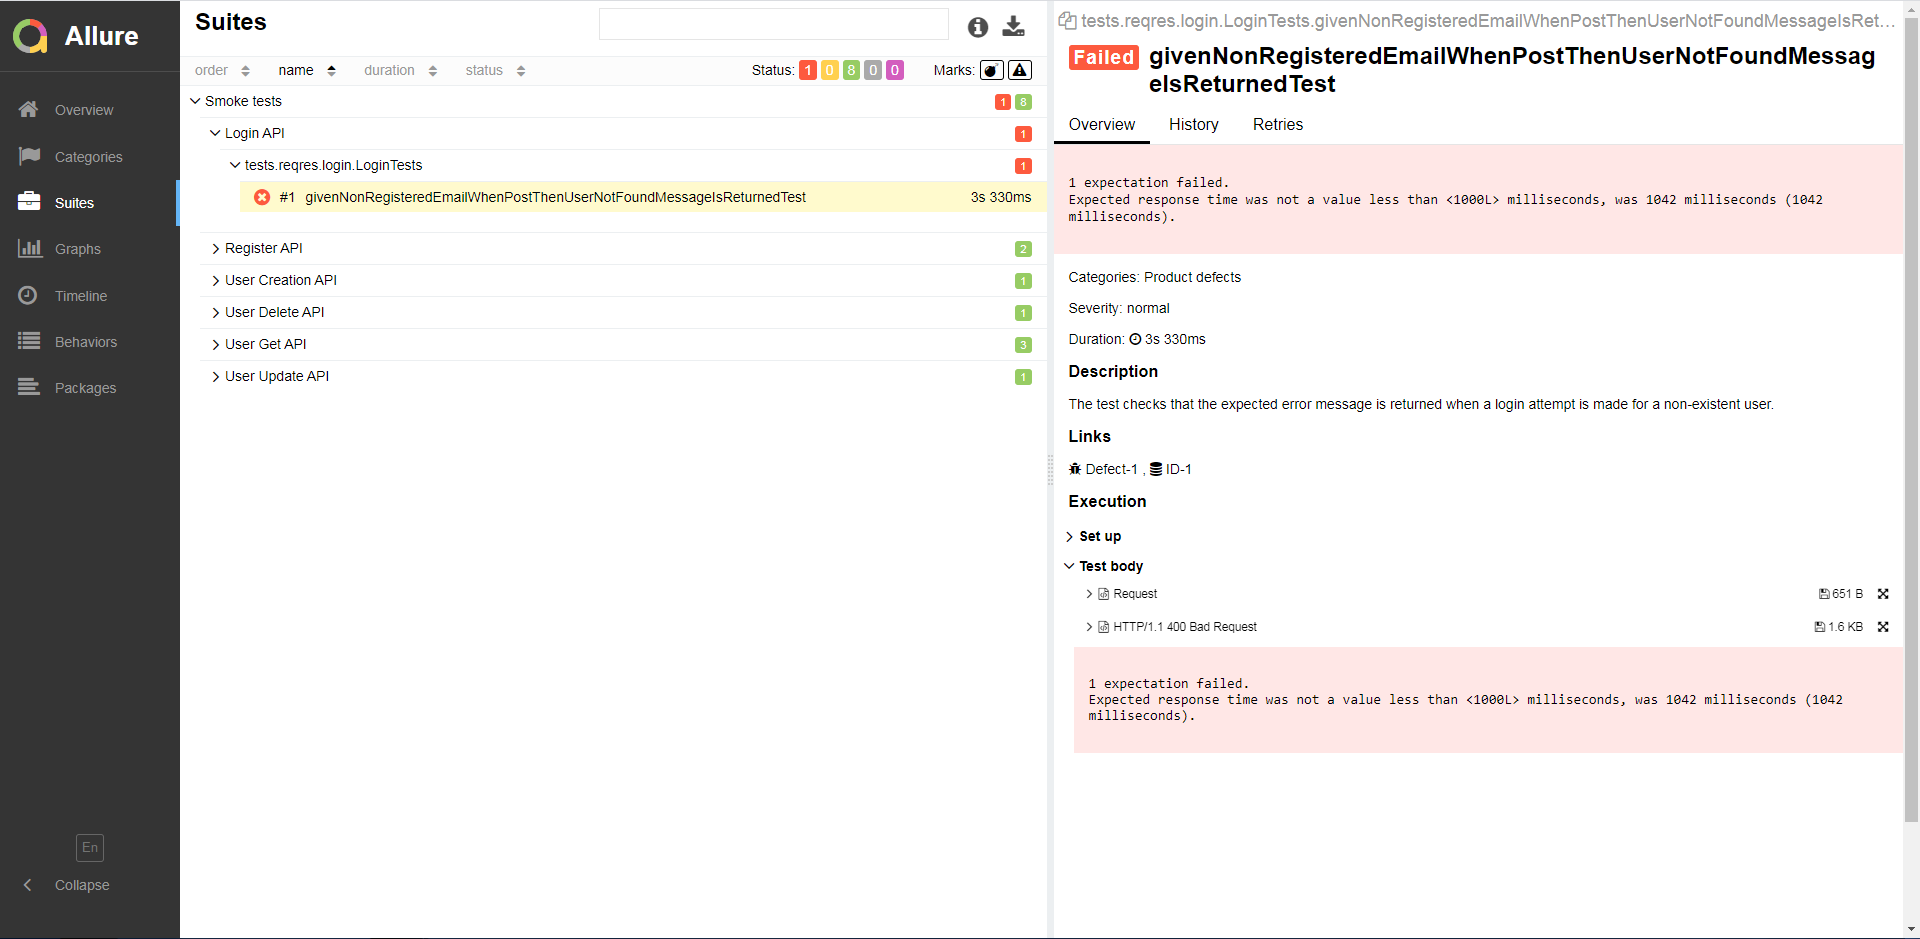 Allure
Overview
Categories
Suites
Graphs
Timeline
Behaviors
Packages
En
Collapse
Suites
order name duration status Status: 1 0 8 0 0 Marks:
Smoke tests 1 8
Login API 1
tests.reqres.login.LoginTests 1
#1 givenNonRegisteredEmailWhenPostThenUserNotFoundMessageIsReturnedTest 3s 330ms
Register API 2
User Creation API 1
User Delete API 1
User Get API 3
User Update API 1
tests.reqres.login.LoginTests.givenNonRegisteredEmailWhenPostThenUserNotFoundMessageIsRet...
Failed givenNonRegisteredEmailWhenPostThenUserNotFoundMessag
eIsReturnedTest
Overview History Retries
1 expectation failed.
Expected response time was not a value less than <1000L> milliseconds, was 1042 milliseconds (1042
milliseconds).
Categories: Product defects
Severity: normal
Duration: 3s 330ms
Description
The test checks that the expected error message is returned when a login attempt is made for a non-existent user.
Links
Defect-1 , ID-1
Execution
Set up
Test body
Request 651 B
HTTP/1.1 400 Bad Request 1.6 KB
1 expectation failed.
Expected response time was not a value less than <1000L> milliseconds, was 1042 milliseconds (1042
milliseconds).